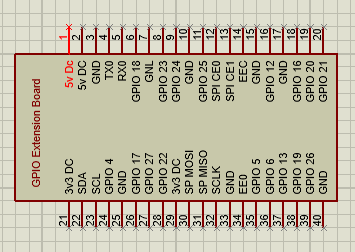 1 2 3 4 5 6 7 8 9 10 11 12 13 14 15 16 17 18 19 20
5v Dc
5v DC
GND
TX0
RX0
GPIO 18
GNL
GPIO 23
GPIO 24
GND
GPIO 25
SPI CE0
SPI CE1
EEC
GND
GPIO 12
GND
GPIO 16
GPIO 20
GPIO 21
GPIO Extension Board
3v3 DC
SDA
SCL
GPIO 4
GND
GPIO 17
GPIO 27
GPIO 22
3v3 DC
SP MOSI
SP MISO
SCLK
GND
EE0
GPIO 5
GPIO 6
GPIO 13
GPIO 19
GPIO 26
GND
21 22 23 24 25 26 27 28 29 30 31 32 33 34 35 36 37 38 39 40